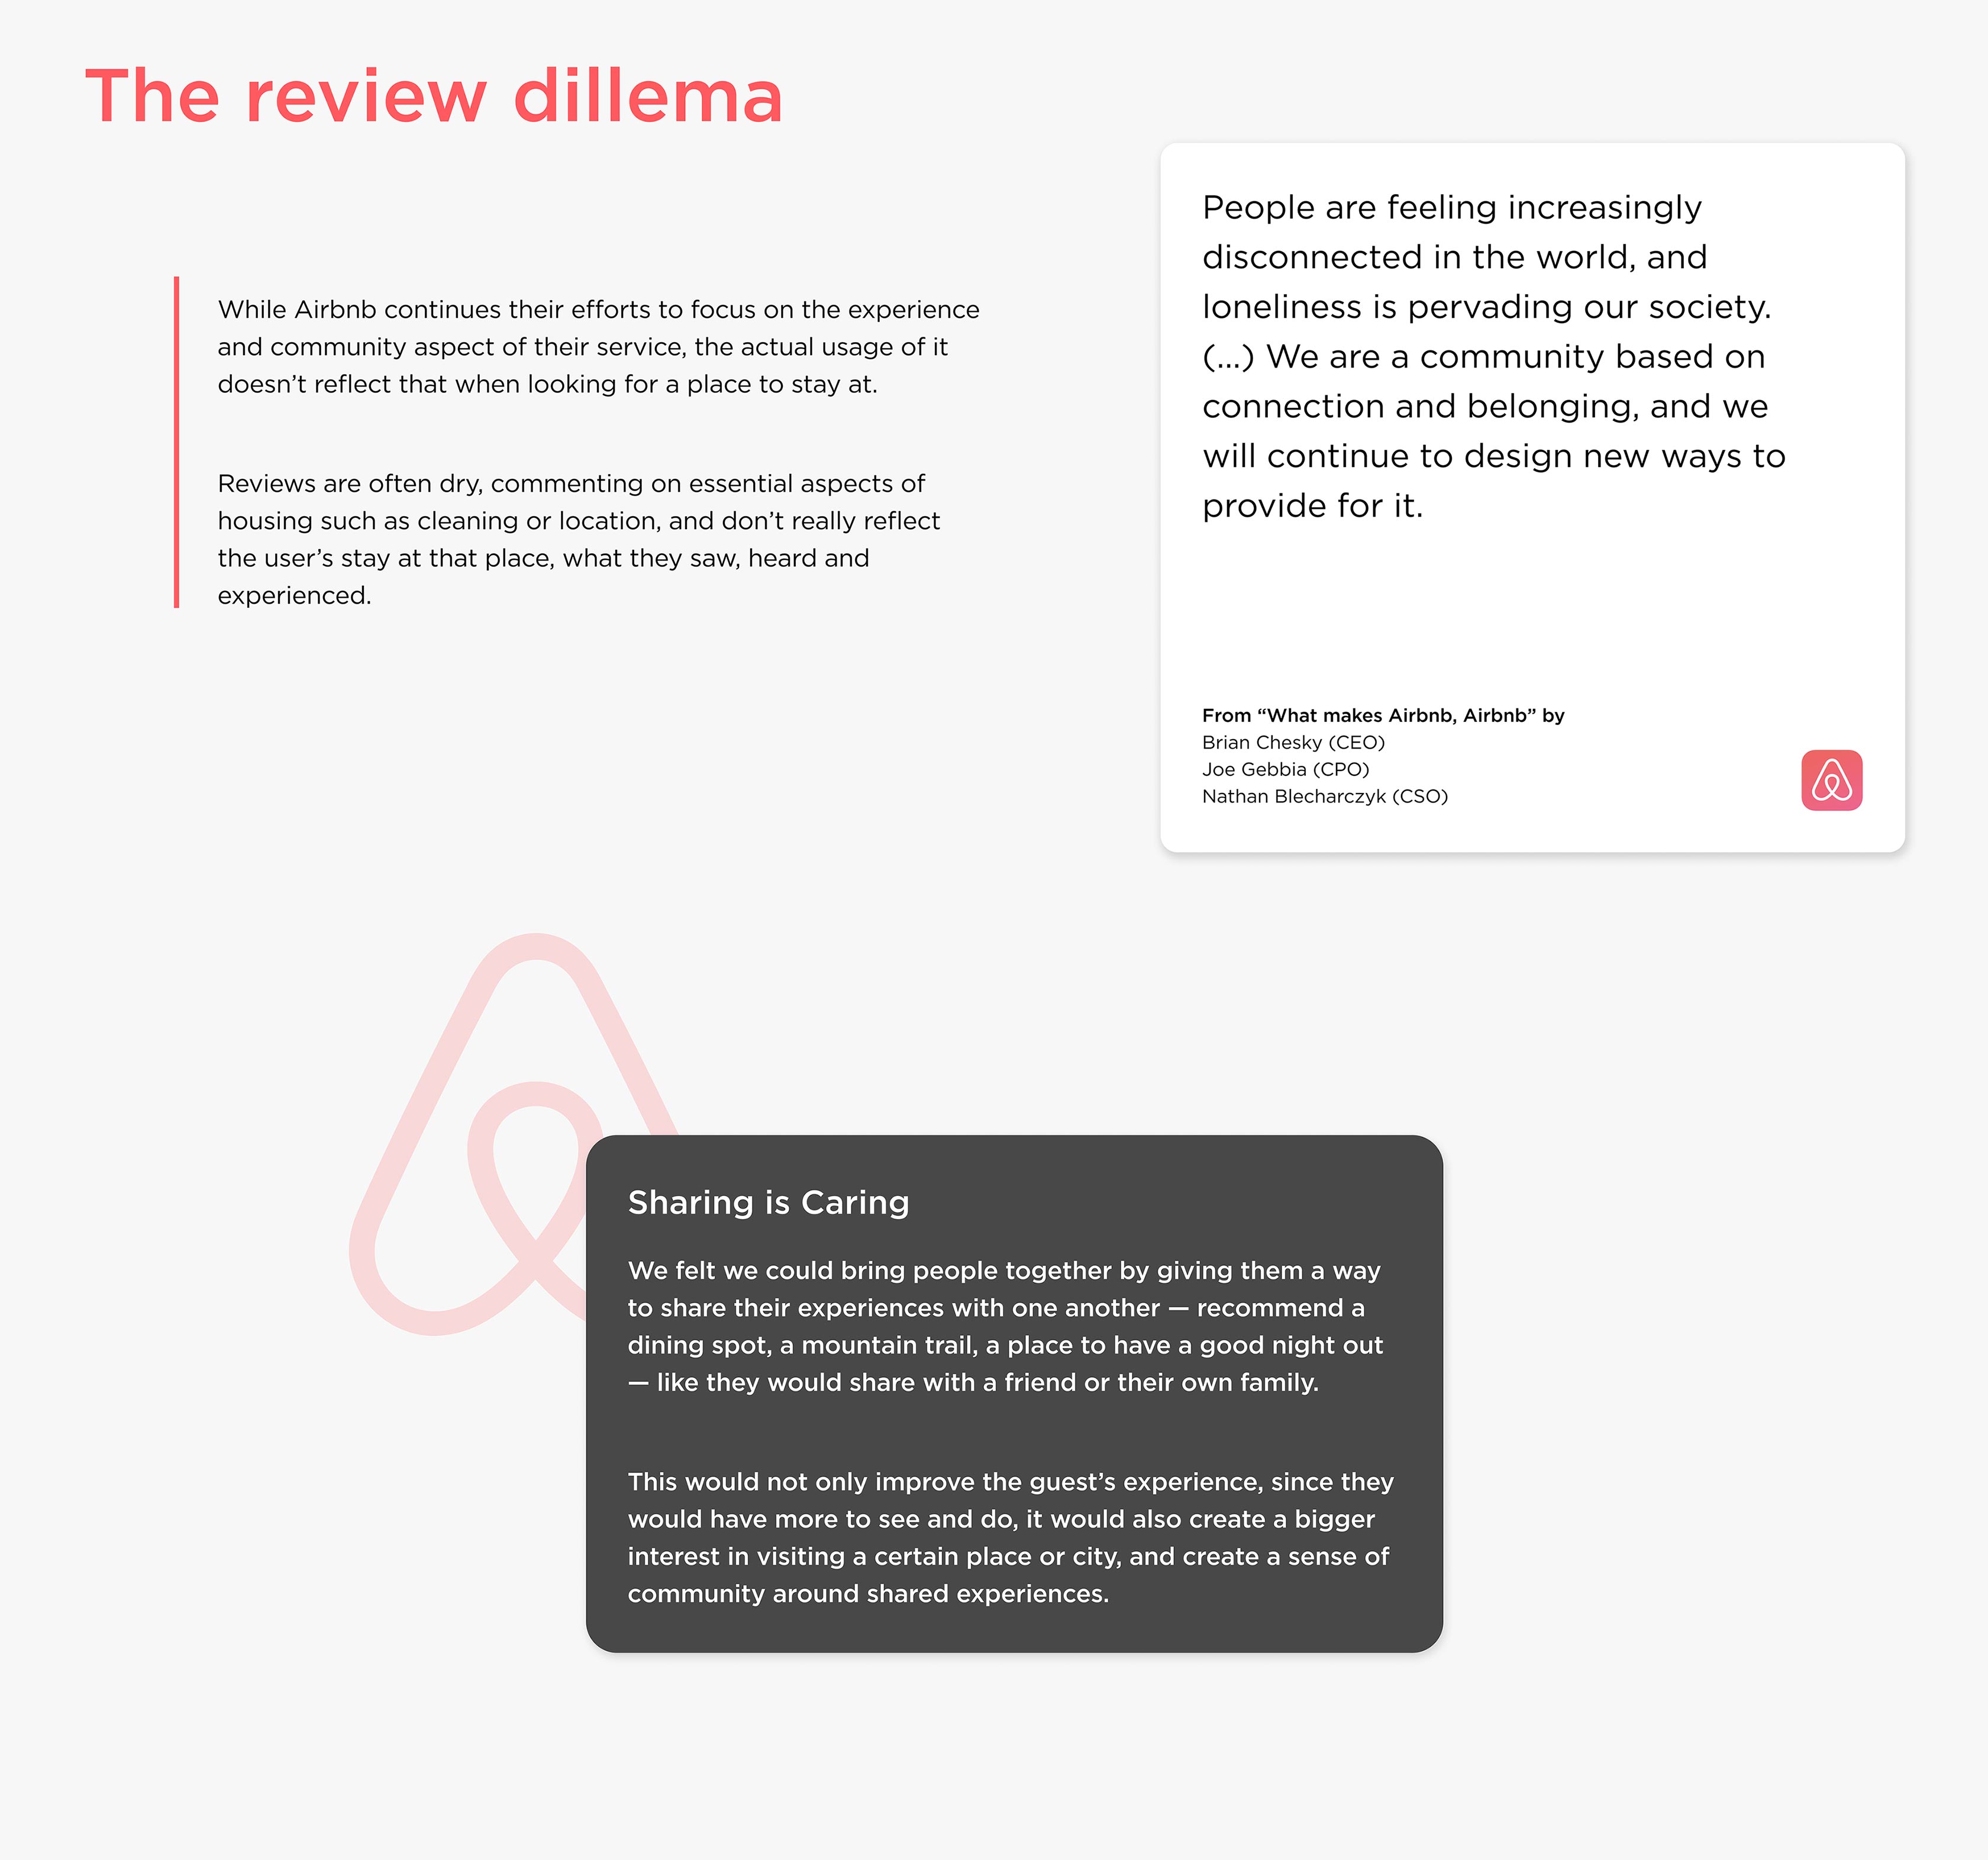 The review dillema
While Airbnb continues their efforts to focus on the experience
and community aspect of their service, the actual usage of it
doesn’t reflect that when looking for a place to stay at.
Reviews are often dry, commenting on essential aspects of
housing such as cleaning or location, and don’t really reflect
the user’s stay at that place, what they saw, heard and
experienced.
People are feeling increasingly
disconnected in the world, and
loneliness is pervading our society.
(...) We are a community based on
connection and belonging, and we
will continue to design new ways to
provide for it.
From “What makes Airbnb, Airbnb” by
Brian Chesky (CEO)
Joe Gebbia (CPO)
Nathan Blecharczyk (CSO)
Sharing is Caring
We felt we could bring people together by giving them a way
to share their experiences with one another — recommend a
dining spot, a mountain trail, a place to have a good night out
— like they would share with a friend or their own family.
This would not only improve the guest’s experience, since they
would have more to see and do, it would also create a bigger
interest in visiting a certain place or city, and create a sense of
community around shared experiences.